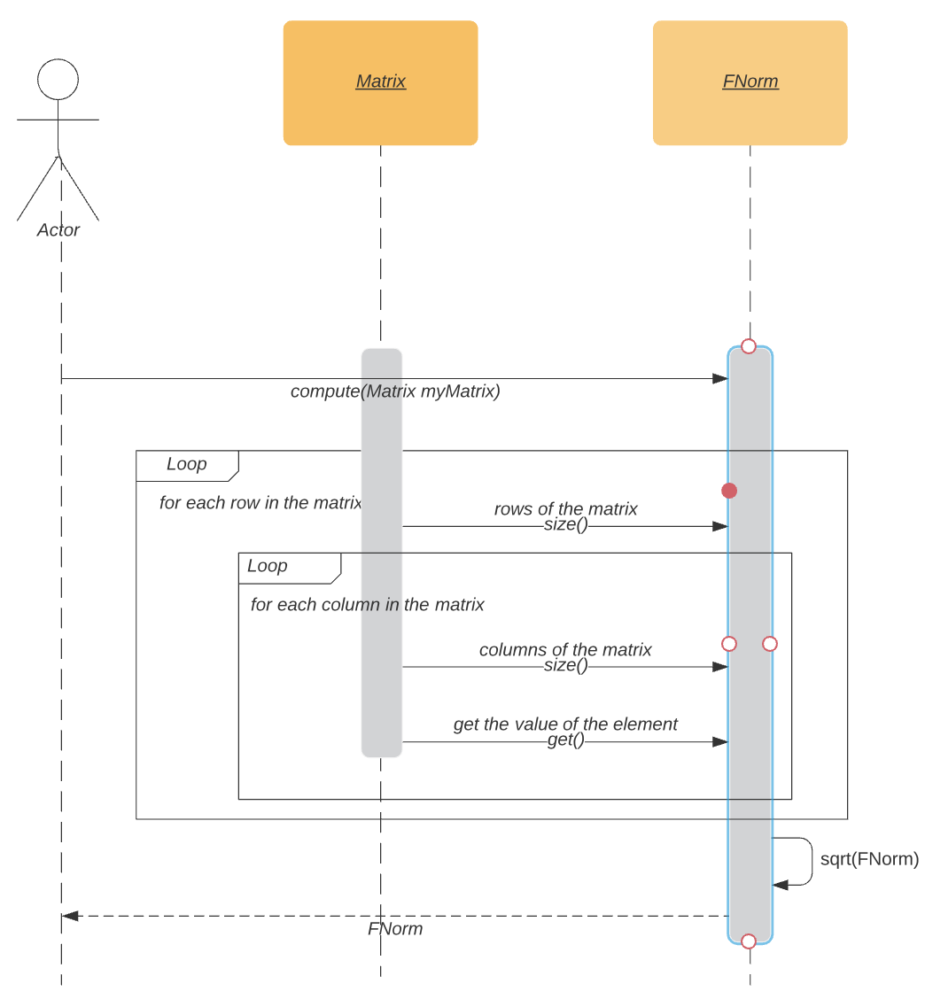 Matrix
FNorm
Actor
compute(Matrix myMatrix)
Loop
for each row in the matrix
rows of the matrix
size()
Loop
for each column in the matrix
columns of the matrix
size()
get the value of the element
get()
sqrt(FNorm)
FNorm